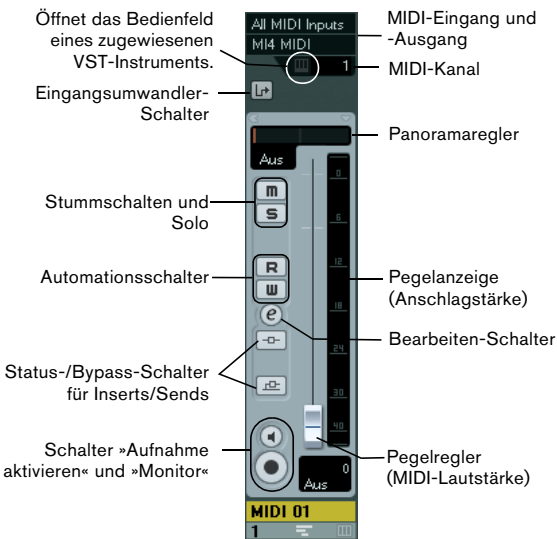 Öffnet das Bedienfeld
eines zugewiesenen
VST-Instruments.
Eingangsumwandler-
Schalter
Stummschalten und
Solo
Automationsschalter
Status-/Bypass-Schalter
für Inserts/Sends
Schalter »Aufnahme
aktivieren« und »Monitor«
All MIDI Inputs
MI4 MIDI
1
Aus
m
S
R
W
e
0
6
12
18
24
30
40
0
Aus
MIDI 01
1
MIDI-Eingang und
-Ausgang
MIDI-Kanal
Panoramaregler
Pegelanzeige
(Anschlagstärke)
Bearbeiten-Schalter
Pegelregler
(MIDI-Lautstärke)